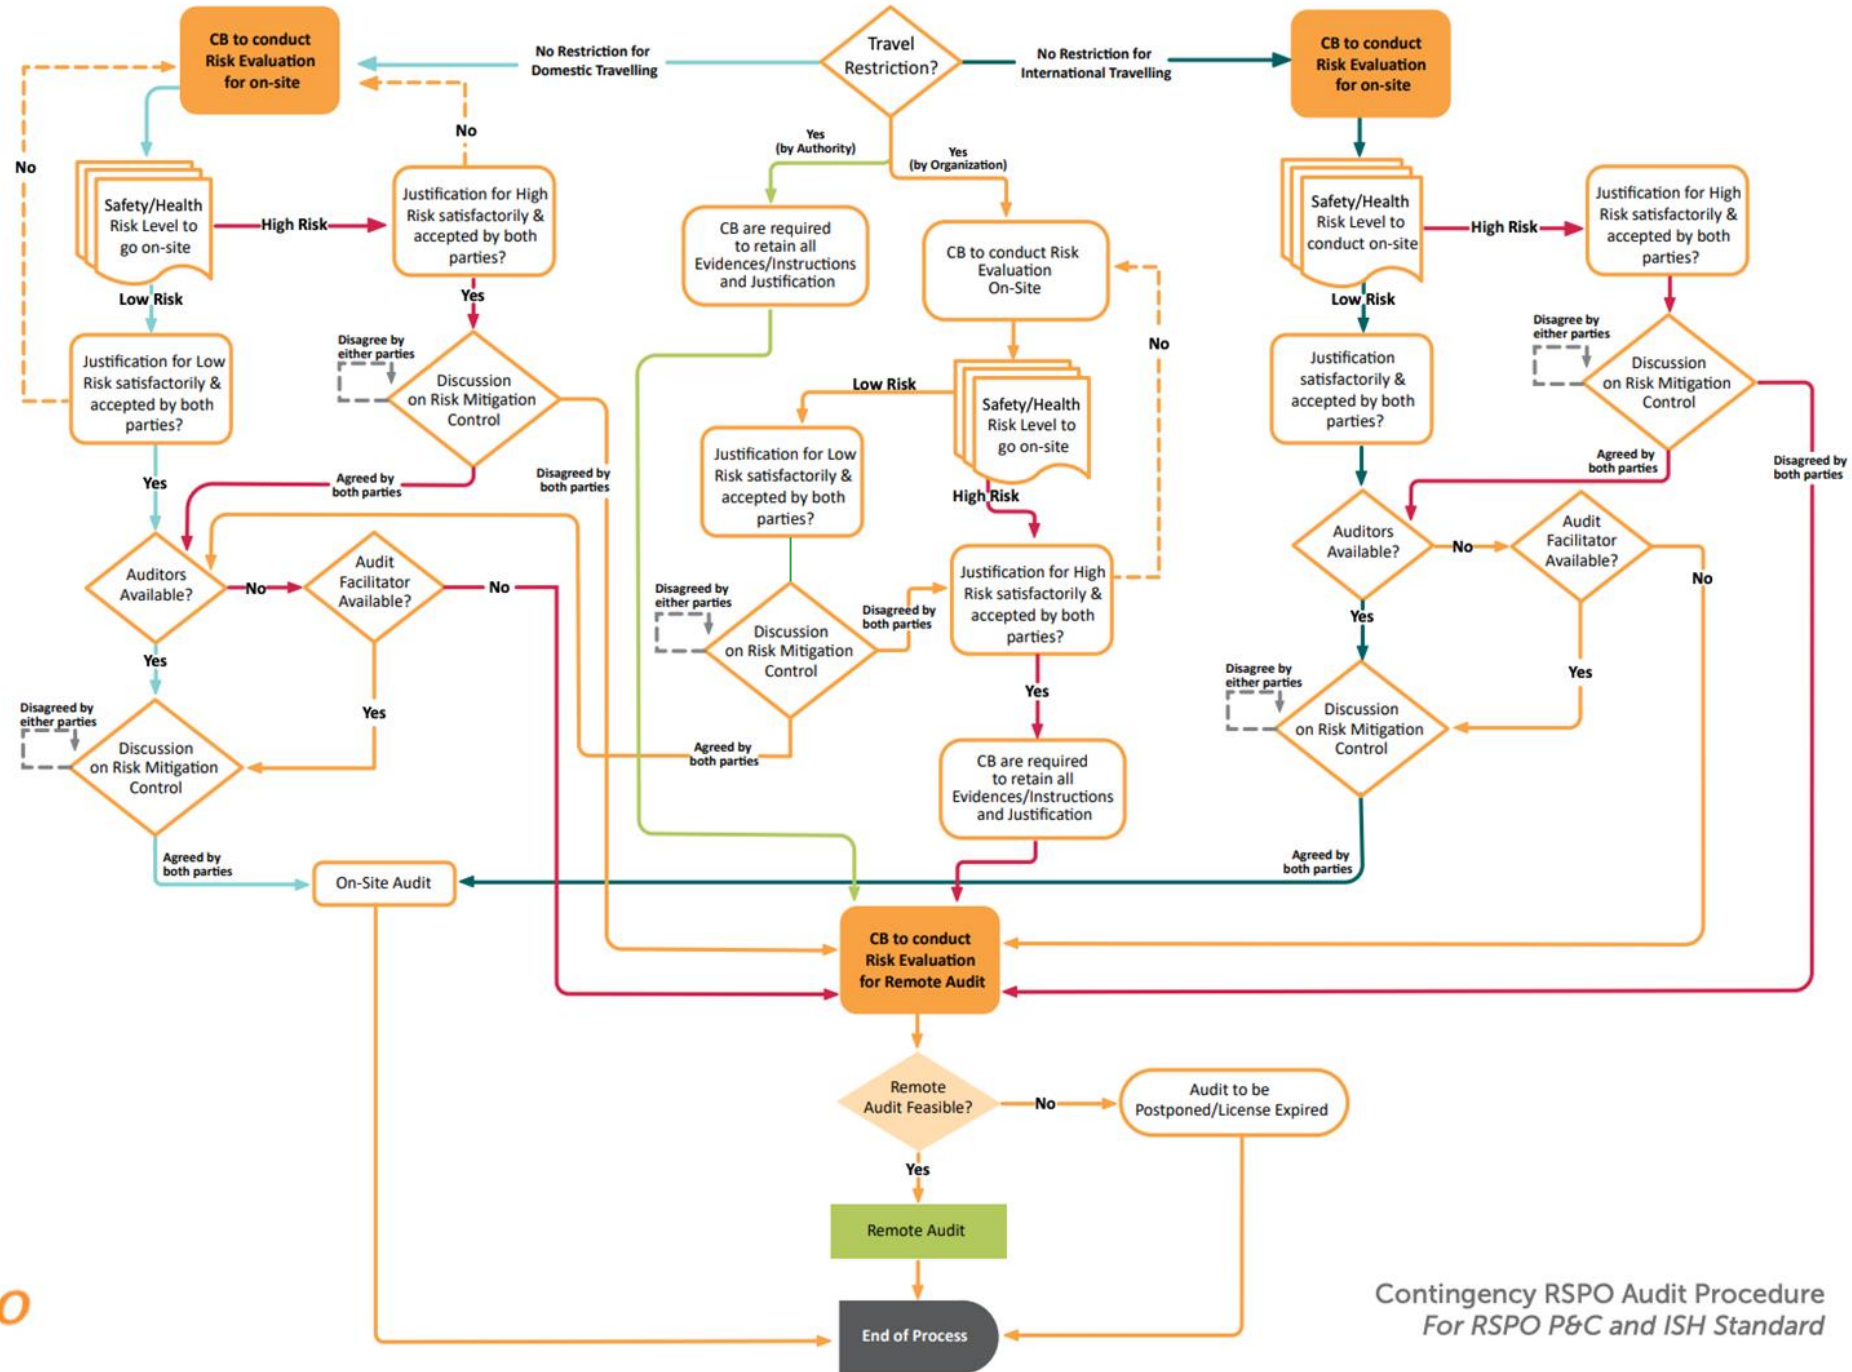 Travel
Restriction?
No Restriction for
Domestic Travelling
No Restriction for
International Travelling
Yes
(by Authority)
Yes
(by Organization)
CB to conduct
Risk Evaluation
for on-site
No
No
Safety/Health
Risk Level to
go on-site
High Risk
Justification for High
Risk satisfactorily &
accepted by both
parties?
Low Risk
Yes
Justification for Low
Risk satisfactorily &
accepted by both
parties?
Disagree by
either parties
Discussion
on Risk Mitigation
Control
Yes
Agreed by
both parties
Disagreed by
both parties
Auditors
Available?
No
Audit
Facilitator
Available?
No
Yes
Yes
Disagreed by
either parties
Discussion
on Risk Mitigation
Control
Agreed by
both parties
On-Site Audit
CB are required
to retain all
Evidences/Instructions
and Justification
CB to conduct Risk
Evaluation
On-Site
No
Low Risk
Safety/Health
Risk Level to
go on-site
High Risk
Justification for Low
Risk satisfactorily &
accepted by both
parties?
Justification for High
Risk satisfactorily &
accepted by both
parties?
Disagreed by
either parties
Discussion
on Risk Mitigation
Control
Disagreed by
both parties
Agreed by
both parties
Yes
CB are required
to retain all
Evidences/Instructions
and Justification
CB to conduct
Risk Evaluation
for on-site
Safety/Health
Risk Level to
conduct on-site
High Risk
Justification for High
Risk satisfactorily &
accepted by both
parties?
Low Risk
Justification
satisfactorily &
accepted by both
parties?
Disagree by
either parties
Discussion
on Risk Mitigation
Control
Agreed by
both parties
Disagreed by
both parties
Auditors
Available?
No
Audit
Facilitator
Available?
No
Yes
Yes
Disagree by
either parties
Discussion
on Risk Mitigation
Control
Agreed by
both parties
CB to conduct
Risk Evaluation
for Remote Audit
Remote
Audit Feasible?
No
Audit to be
Postponed/License Expired
Yes
Remote Audit
End of Process
Contingency RSPO Audit Procedure
For RSPO P&C and ISH Standard